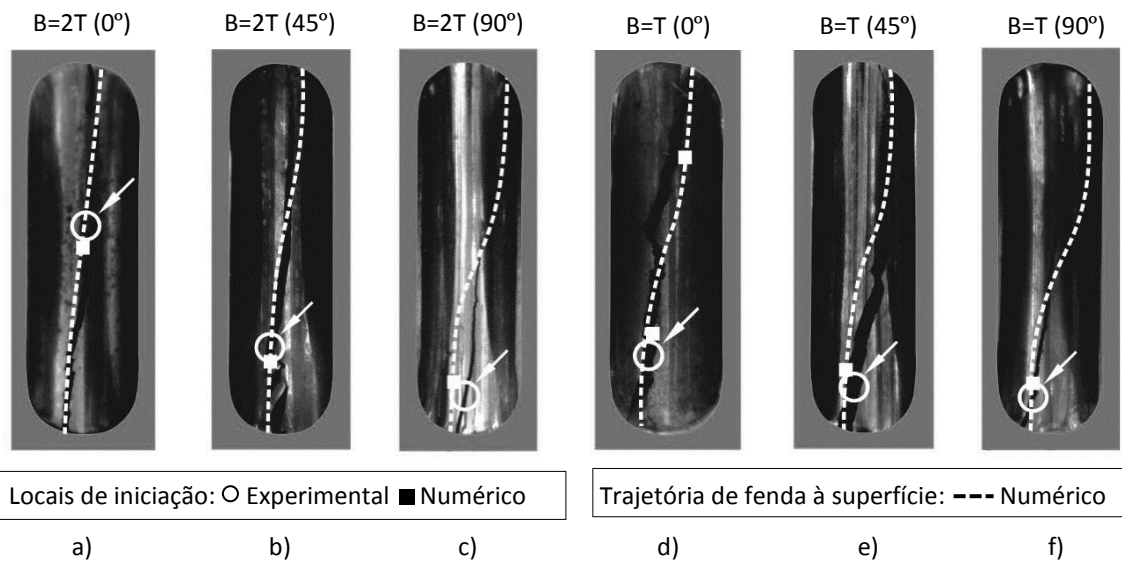 B=2T (0º) B=2T (45º) B=2T (90º) B=T (0º) B=T (45º) B=T (90º)
Locais de iniciação: Experimental Numérico
Trajetória de fenda à superfície: Numérico
a) b) c) d) e) f)